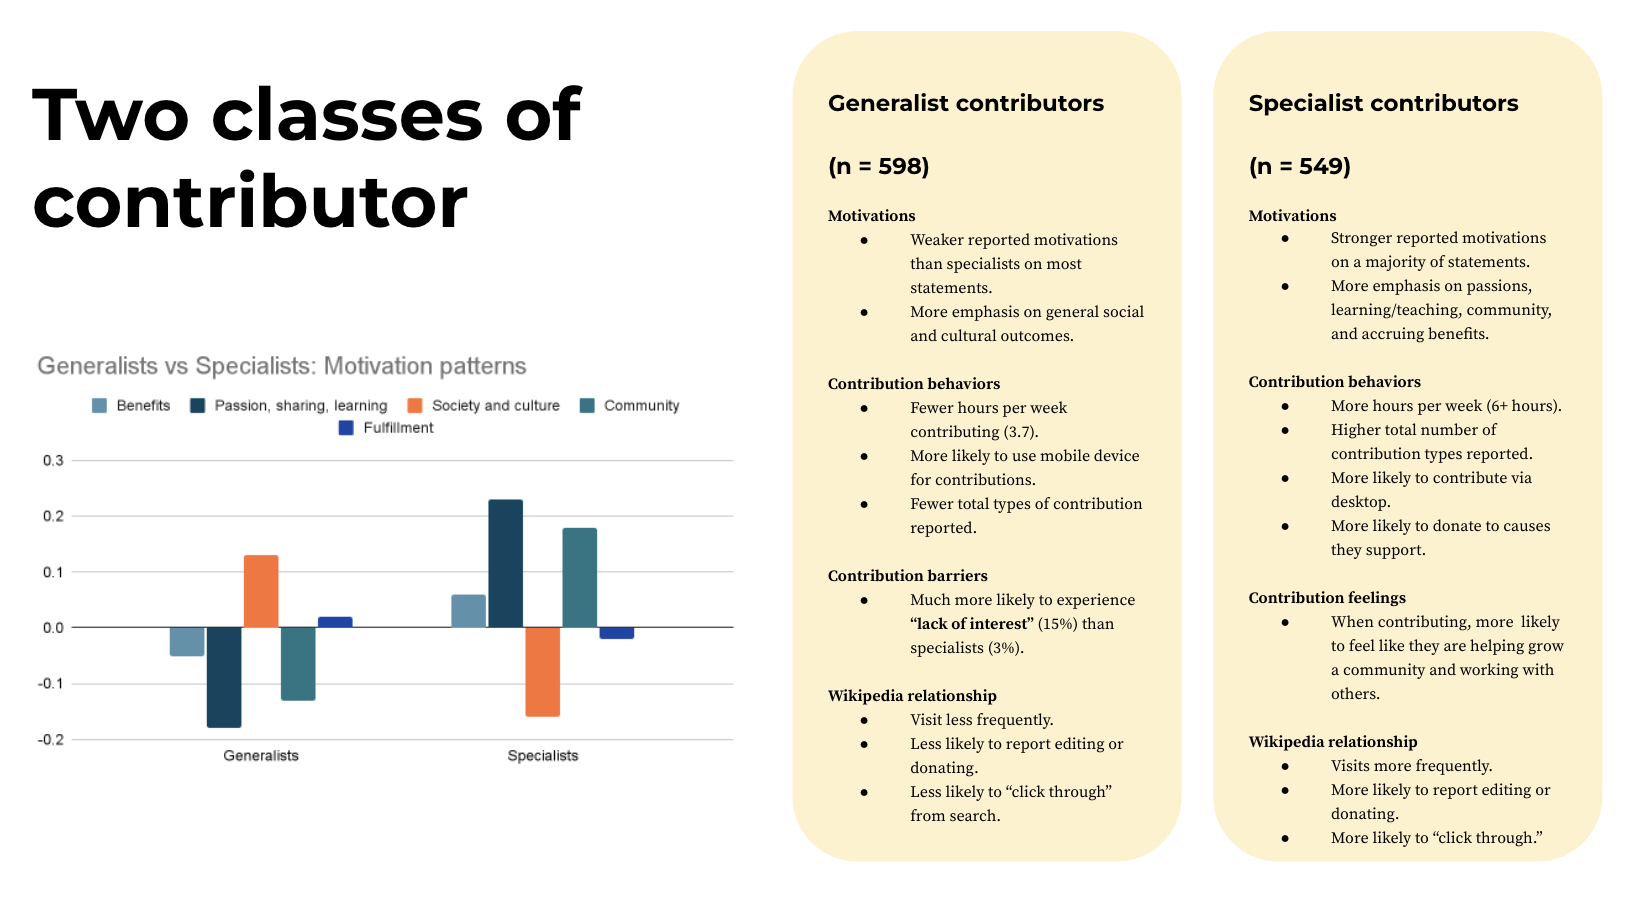 Two classes of
contributor
Generalists vs Specialists: Motivation patterns
Benefits
Passion, sharing, learning
Society and culture
Community
Fulfillment
0.3
0.2
0.1
0.0
-0.1
-0.2
Generalists
Specialists
Generalist contributors
(n = 598)
Motivations
● Weaker reported motivations
than specialists on most
statements.
● More emphasis on general social
and cultural outcomes.
Contribution behaviors
● Fewer hours per week
contributing (3.7).
● More likely to use mobile device
for contributions.
● Fewer total types of contribution
reported.
Contribution barriers
● Much more likely to experience
“lack of interest” (15%) than
specialists (3%).
Wikipedia relationship
● Visit less frequently.
● Less likely to report editing or
donating.
● Less likely to “click through”
from search.
Specialist contributors
(n = 549)
Motivations
● Stronger reported motivations
on a majority of statements.
● More emphasis on passions,
learning/teaching, community,
and accruing benefits.
Contribution behaviors
● More hours per week (6+ hours).
● Higher total number of
contribution types reported.
● More likely to contribute via
desktop.
● More likely to donate to causes
they support.
Contribution feelings
● When contributing, more likely
to feel like they are helping grow
a community and working with
others.
Wikipedia relationship
● Visits more frequently.
● More likely to report editing or
donating.
● More likely to “click through.”